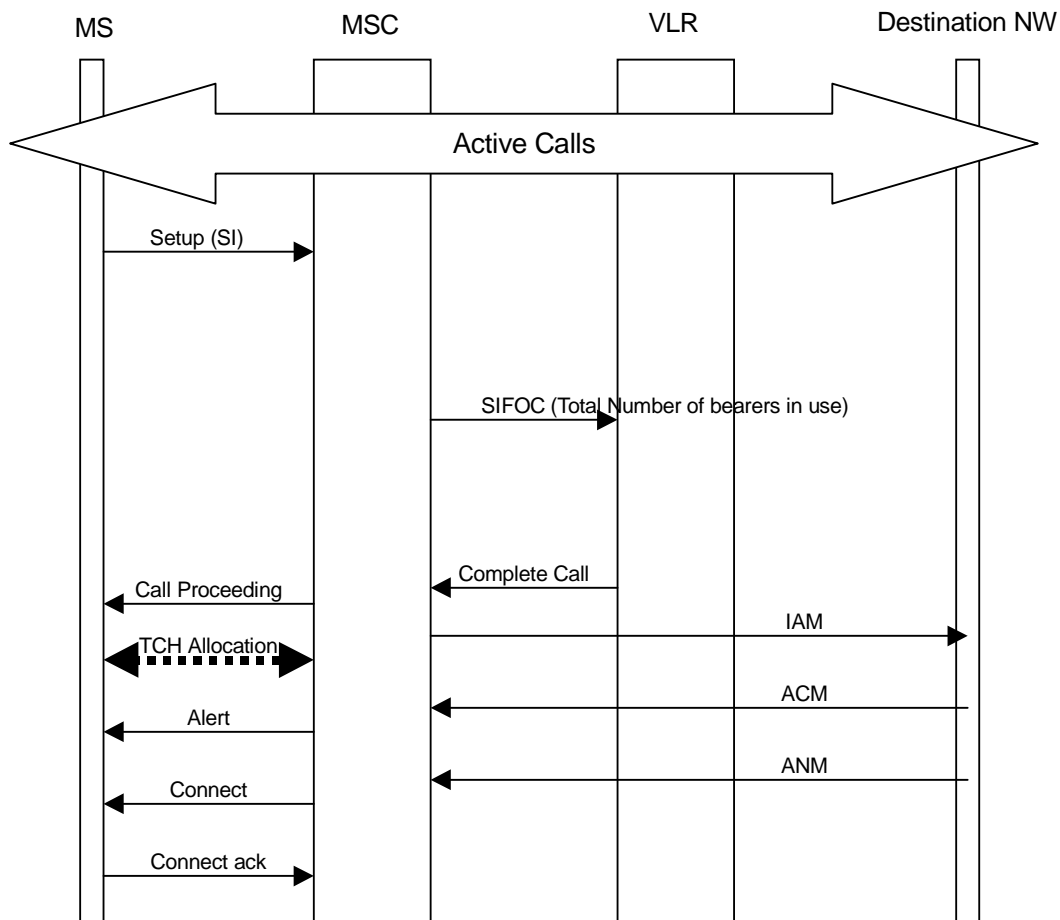 MS
MSC
VLR
Destination NW
Active Calls
Setup (SI)
SIFOC (Total Number of bearers in use)
Complete Call
Call Proceeding
IAM
TCH Allocation
ACM
Alert
ANM
Connect
Connect ack